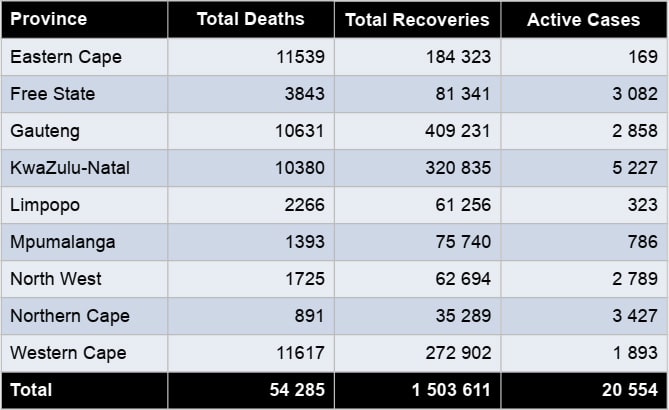 Province Total Deaths Total Recoveries Active Cases
Eastern Cape 11539 184 323 169
Free State 3843 81 341 3 082
Gauteng 10631 409 231 2 858
KwaZulu-Natal 10380 320 835 5 227
Limpopo 2266 61 256 323
Mpumalanga 1393 75 740 786
North West 1725 62 694 2 789
Northern Cape 891 35 289 3 427
Western Cape 11617 272 902 1 893
Total 54 285 1 503 611 20 554